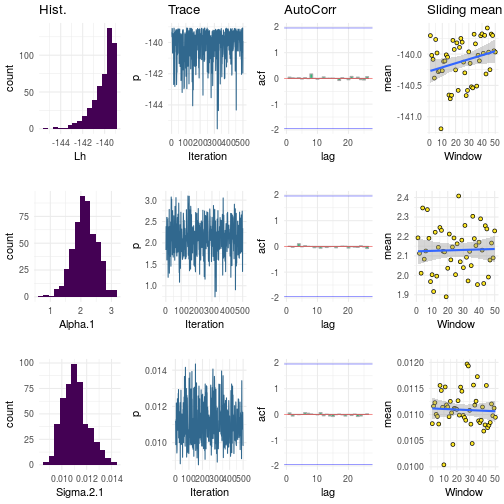 Hist. Trace AutoCorr Sliding mean
count
100
50
0
-144 -142 -140
Lh
p
-140
-142
-144
0 100200300400500
Iteration
acf
2
1
0
-1
-2
0 10 20
lag
mean
-140.0
-140.5
-141.0
0 10 20 30 40 50
Window
count
75
50
25
0
1 2 3
Alpha.1
p
3.0
2.5
2.0
1.5
1.0
0 100200300400500
Iteration
acf
2
1
0
-1
-2
0 10 20
lag
mean
2.4
2.3
2.2
2.1
2.0
1.9
0 10 20 30 40 50
Window
count
100
75
50
25
0
0.010 0.012 0.014
Sigma.2.1
p
0.014
0.012
0.010
0 100200300400500
Iteration
acf
2
1
0
-1
-2
0 10 20
lag
mean
0.0120
0.0115
0.0110
0.0105
0.0100
0 10 20 30 40 50
Window